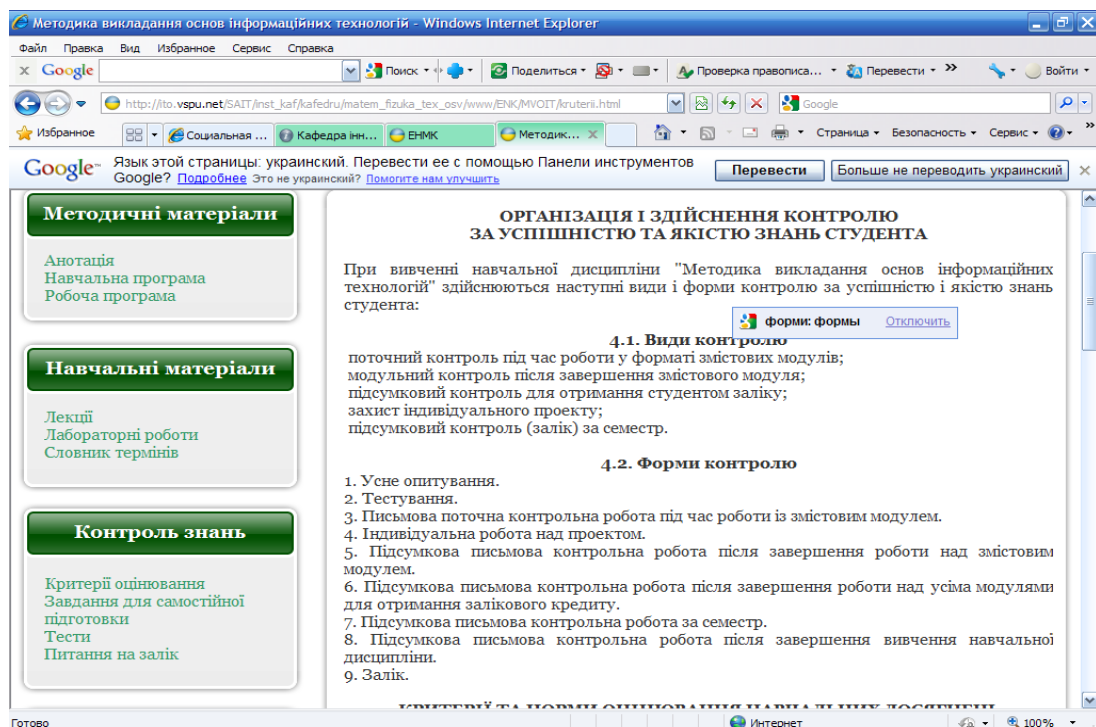 Методика викладання основ інформаційних технологій - Windows Internet Explorer
Файл Правка Вид Избранное Сервис Справка
x Google Поиск Поделиться Проверка правописа... Перевести » Войти
http://ito.vspu.net/SAIT/inst_kaf/kafedru/matem_fizuka_tex_osv/www/ENK/MVOIT/kruterii.html Google
Избранное Социальная ... Кафедра інн... ЕНМК Методик... Страница Безопасность Сервис »
Google™ Язык этой страницы: украинский. Перевести ее с помощью Панели инструментов Google? Подробнее Это не украинский? Помогите нам улучшить Перевести Больше не переводить украинский
Методичні матеріали
Анотація
Навчальна програма
Робоча програма
Навчальні матеріали
Лекції
Лабораторні роботи
Словник термінів
Контроль знань
Критерії оцінювання
Завдання для самостійної
підготовки
Тести
Питання на залік
ОРГАНІЗАЦІЯ І ЗДІЙСНЕННЯ КОНТРОЛЮ
ЗА УСПІШНІСТЮ ТА ЯКІСТЮ ЗНАНЬ СТУДЕНТА
При вивченні навчальної дисципліни "Методика викладання основ інформаційних
технологій" здійснюються наступні види і форми контролю за успішністю і якістю знань
студента:
форми: формы Отключить
4.1. Види контролю
поточний контроль під час роботи у форматі змістових модулів;
модульний контроль після завершення змістового модуля;
підсумковий контроль для отримання студентом заліку;
захист індивідуального проекту;
підсумковий контроль (залік) за семестр.
4.2. Форми контролю
1. Усне опитування.
2. Тестування.
3. Письмова поточна контрольна робота під час роботи із змістовим модулем.
4. Індивідуальна робота над проектом.
5. Підсумкова письмова контрольна робота після завершення роботи над змістовим
модулем.
6. Підсумкова письмова контрольна робота після завершення роботи над усіма модулями
для отримання залікового кредиту.
7. Підсумкова письмова контрольна робота за семестр.
8. Підсумкова письмова контрольна робота після завершення вивчення навчальної
дисципліни.
9. Залік.
КРИТЕРІЇ ТА НОРМИ ОЦІНЮВАННЯ НАВЧАЛЬНИХ ДОСЯГНЕНЬ
Готово Интернет 100%